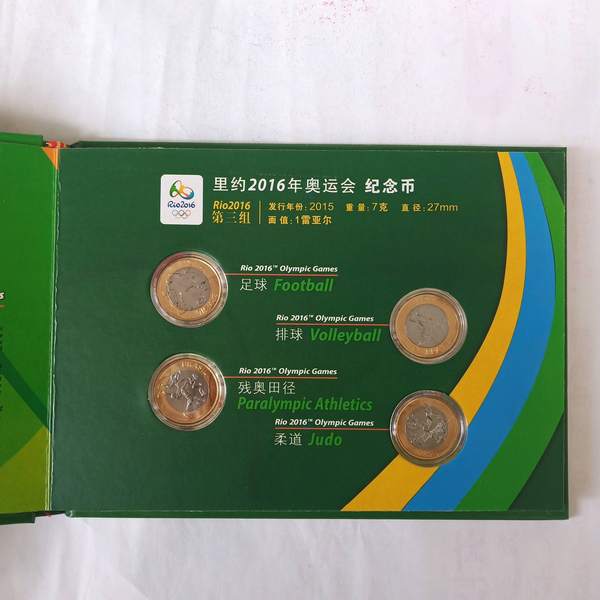 Rio2016
里约2016年奥运会 纪念币
Rio2016
第三组
发行年份:2015 重量:7克 直径:27mm
面值:1雷亚尔
Rio 2016™ Olympic Games
足球 Football
Rio 2016™ Olympic Games
排球 Volleyball
Rio 2016™ Olympic Games
残奥田径
Paralympic Athletics
Rio 2016™ Olympic Games
柔道 Judo